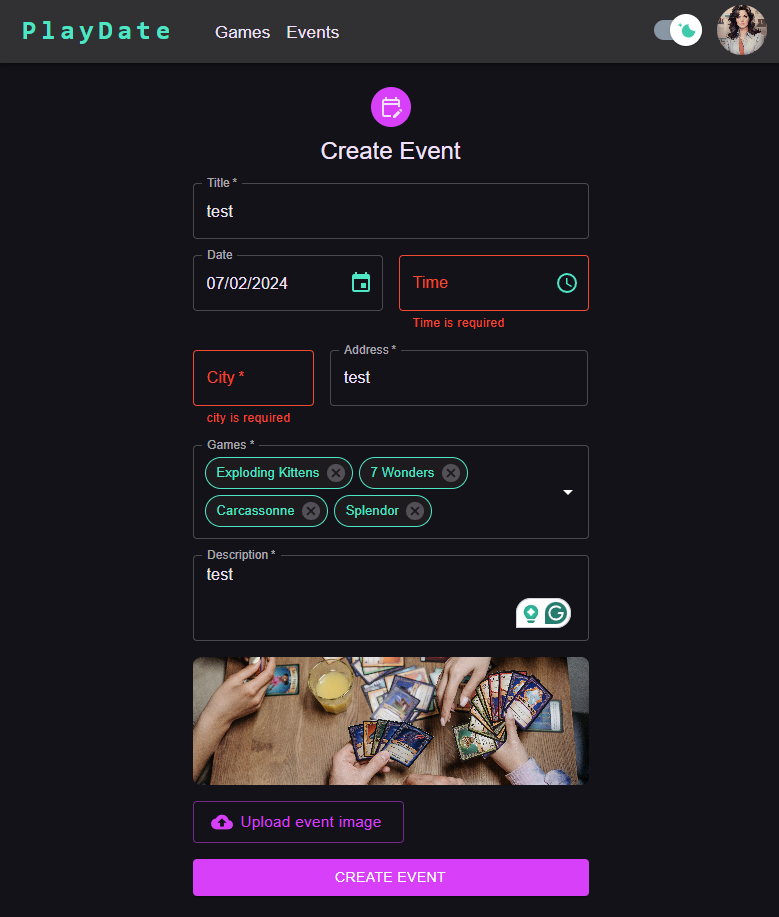 PlayDate
Games Events
Create Event
Title *
test
Date
07/02/2024
Time
Time is required
City *
city is required
Address *
test
Games *
Exploding Kittens
7 Wonders
Carcassonne
Splendor
Description *
test
Upload event image
CREATE EVENT